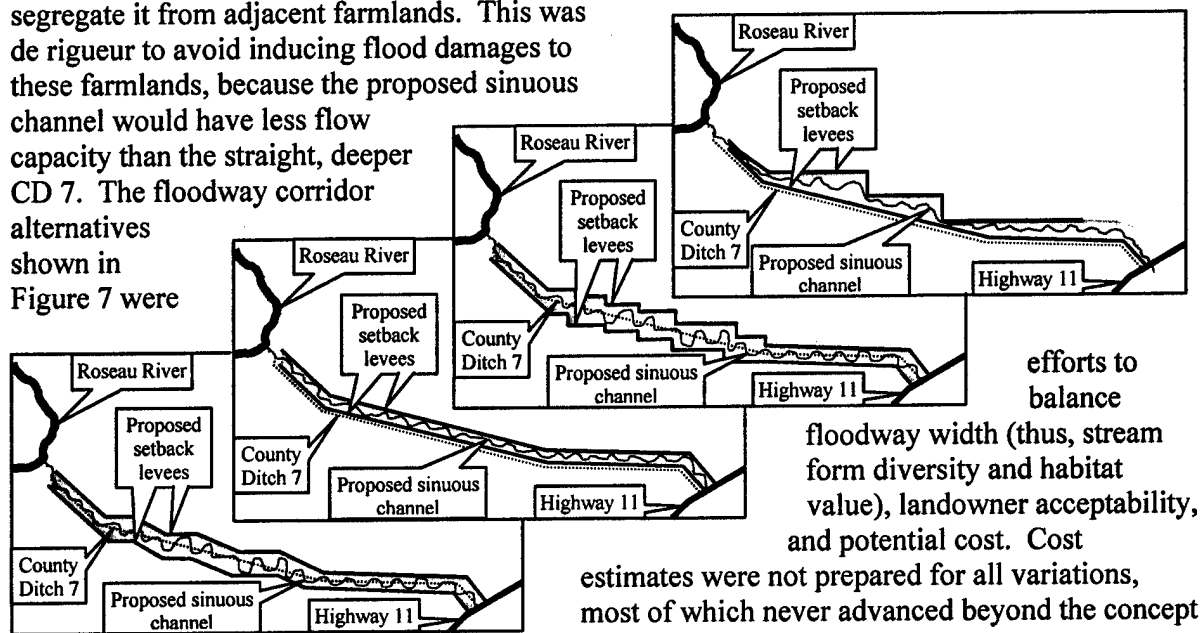 segregate it from adjacent farmlands. This was
de rigueur to avoid inducing flood damages to
these farmlands, because the proposed sinuous
channel would have less flow
capacity than the straight, deeper
CD 7. The floodway corridor
alternatives
shown in
Figure 7 were
Roseau River
Proposed
setback
levees
County
Ditch 7
Proposed sinuous
channel
Highway 11
Roseau River
Proposed
setback
levees
County
Ditch 7
Proposed sinuous
channel
Highway 11
Roseau River
Proposed
setback
levees
County
Ditch 7
Proposed sinuous
channel
Highway 11
Roseau River
Proposed
setback
levees
County
Ditch 7
Proposed sinuous
channel
Highway 11
efforts to
balance
floodway width (thus, stream
form diversity and habitat
value), landowner acceptability,
and potential cost. Cost
estimates were not prepared for all variations,
most of which never advanced beyond the concept